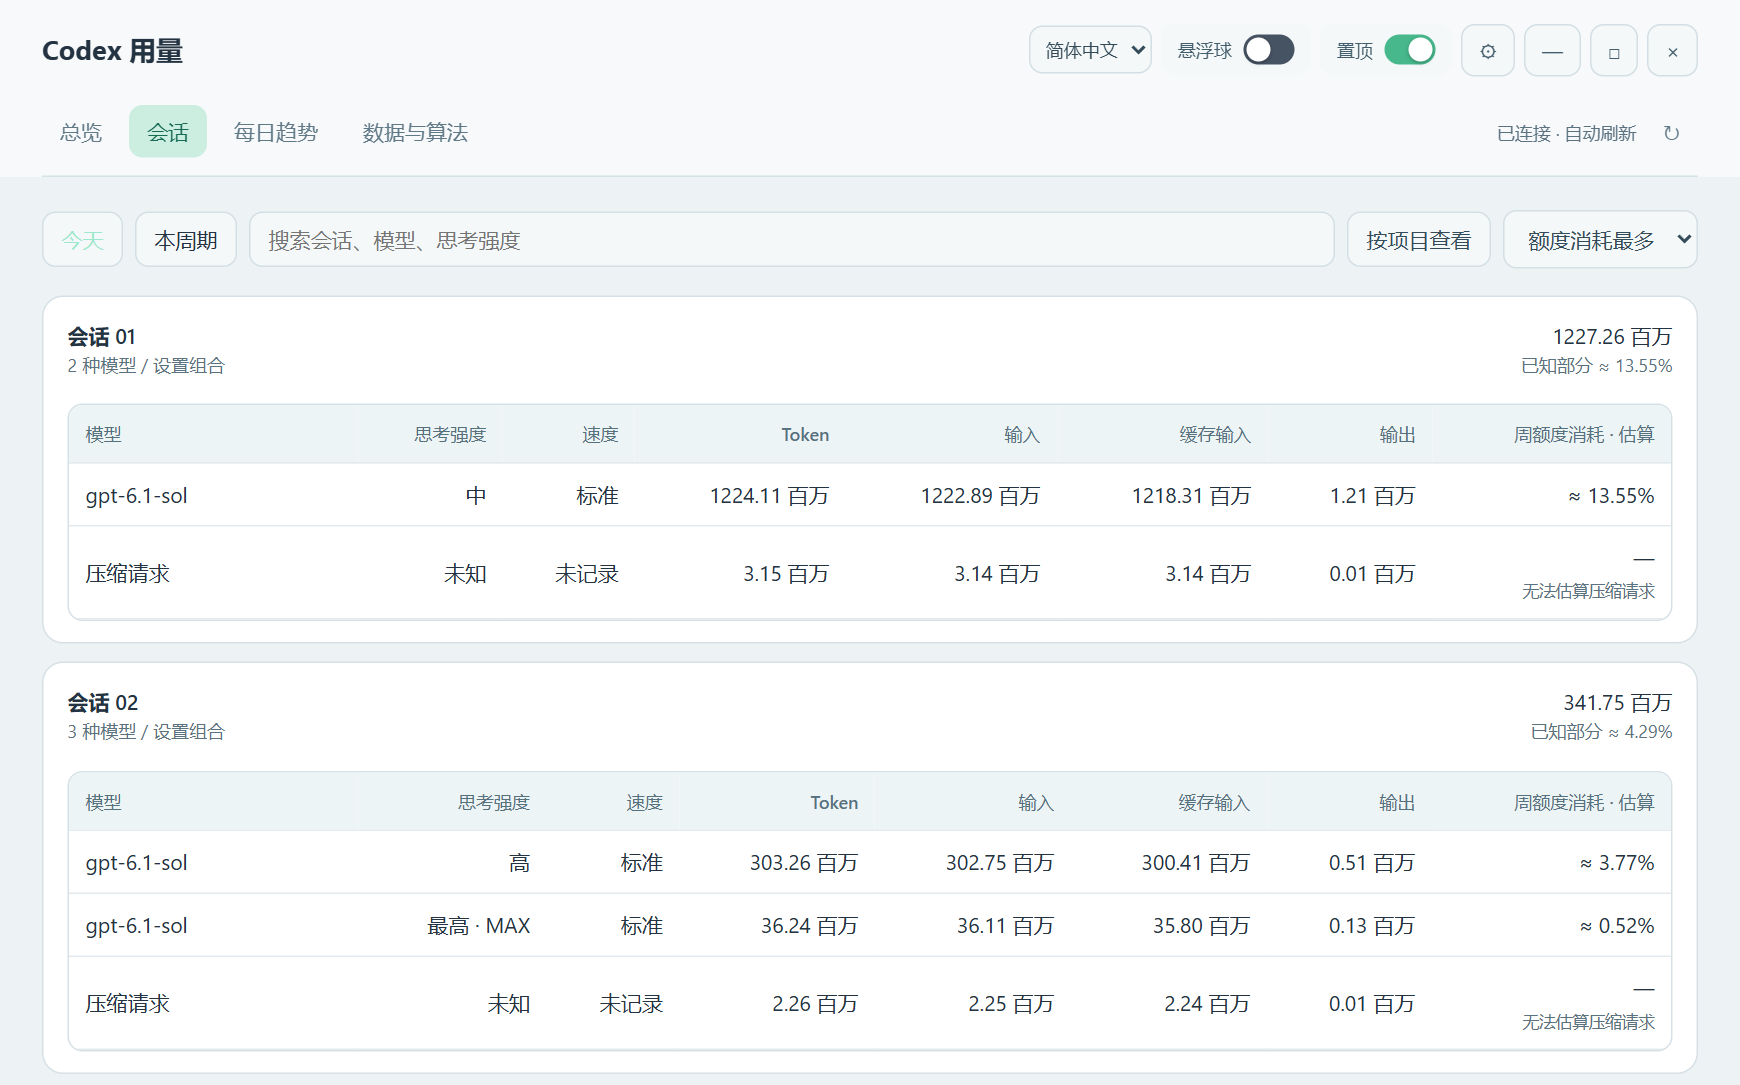 Codex 用量
简体中文
悬浮球
置顶
总览
会话
每日趋势
数据与算法
已连接 · 自动刷新
今天
本周期
搜索会话、模型、思考强度
按项目查看
额度消耗最多
会话 01
1227.26 百万
2 种模型 / 设置组合
已知部分 ≈ 13.55%
模型 思考强度 速度 Token 输入 缓存输入 输出 周额度消耗 · 估算
gpt-6.1-sol 中 标准 1224.11 百万 1222.89 百万 1218.31 百万 1.21 百万 ≈ 13.55%
压缩请求 未知 未记录 3.15 百万 3.14 百万 3.14 百万 0.01 百万 —
无法估算压缩请求
会话 02
341.75 百万
3 种模型 / 设置组合
已知部分 ≈ 4.29%
模型 思考强度 速度 Token 输入 缓存输入 输出 周额度消耗 · 估算
gpt-6.1-sol 高 标准 303.26 百万 302.75 百万 300.41 百万 0.51 百万 ≈ 3.77%
gpt-6.1-sol 最高 · MAX 标准 36.24 百万 36.11 百万 35.80 百万 0.13 百万 ≈ 0.52%
压缩请求 未知 未记录 2.26 百万 2.25 百万 2.24 百万 0.01 百万 —
无法估算压缩请求